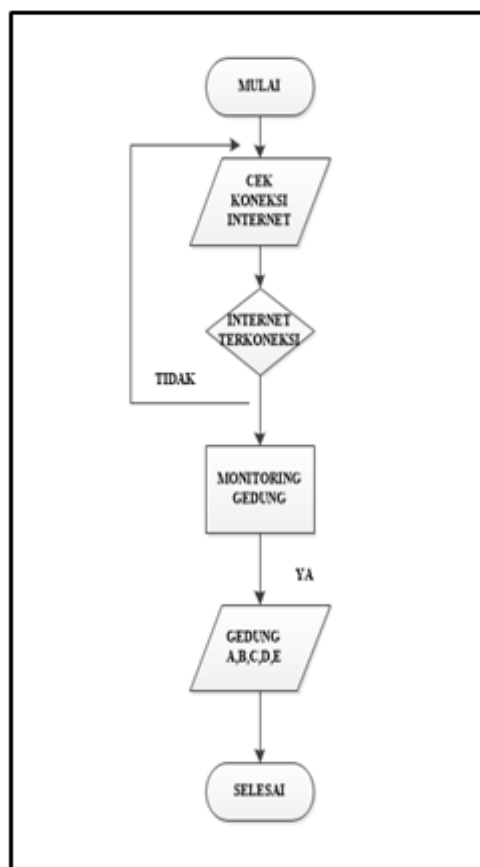 MULAI
CEK
KONEKSI
INTERNET
INTERNET
TERKONEKSI
TIDAK
MONITORING
GEDUNG
YA
GEDUNG
A,B,C,D,E
SELESAI